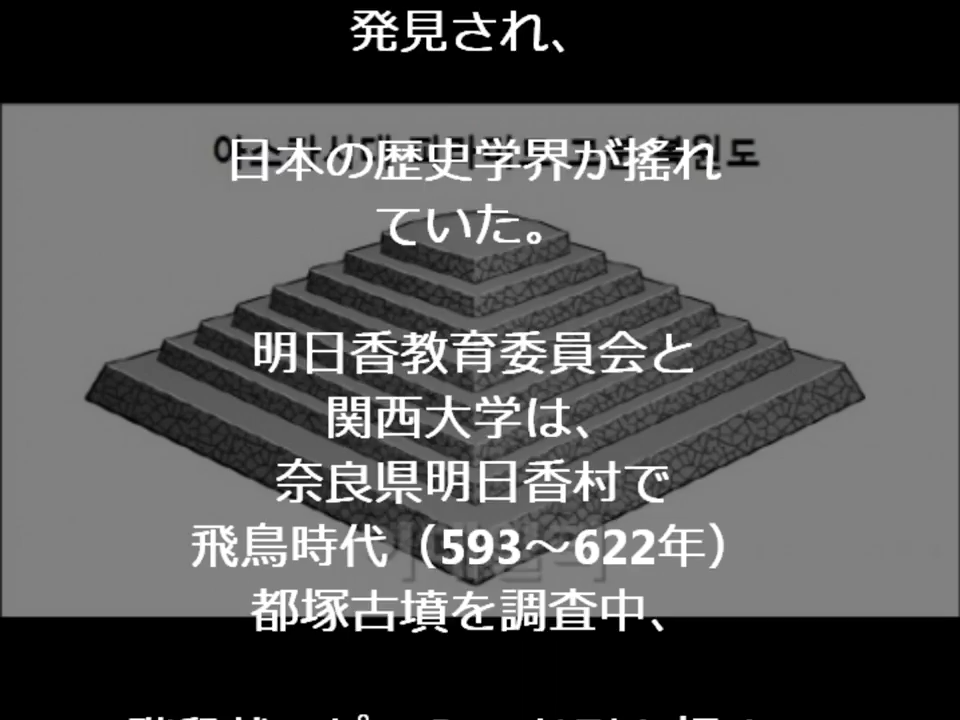 発見され、
日本の歴史学界が揺れ
ていた。
明日香教育委員会と
関西大学は、
奈良県明日香村で
飛鳥時代（593～622年）
都塚古墳を調査中、